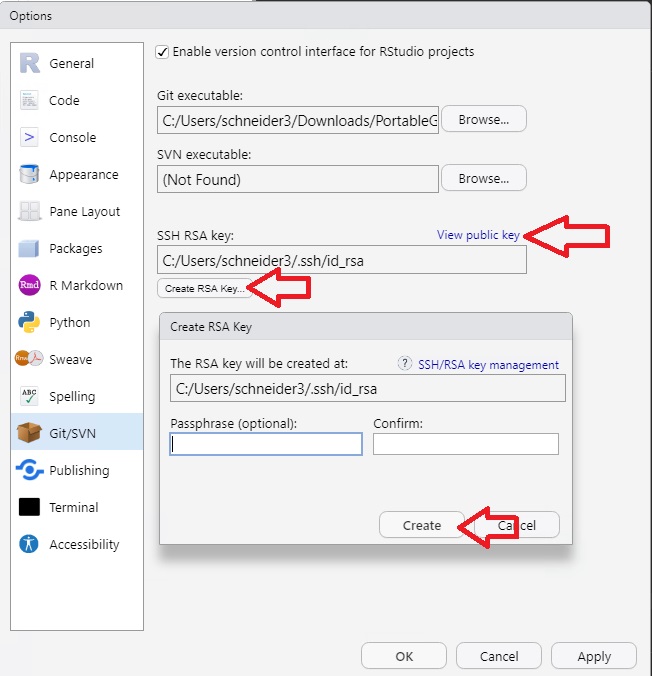 Options
General
Code
Console
Appearance
Pane Layout
Packages
Rmd
R Markdown
Python
Sweave
ABC
Spelling
Git/SVN
Publishing
Terminal
Accessibility
Enable version control interface for RStudio projects
Git executable:
C:/Users/schneider3/Downloads/PortableG
Browse...
SVN executable:
(Not Found)
Browse...
SSH RSA key:
View public key
C:/Users/schneider3/.ssh/id_rsa
Create RSA Key...
Create RSA Key
The RSA key will be created at:
? SSH/RSA key management
C:/Users/schneider3/.ssh/id_rsa
Passphrase (optional):
Confirm:
Create
Cancel
OK
Cancel
Apply